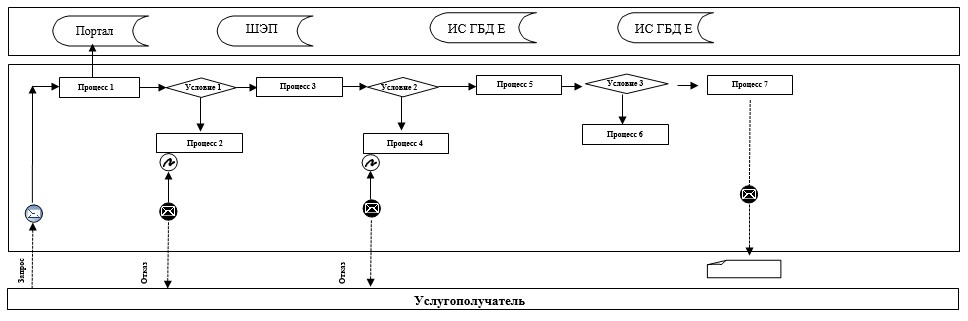 Портал
ШЭП
ИС ГБД Е
ИС ГБД Е
Процесс 1
Условие 1
Процесс 3
Условие 2
Процесс 5
Условие 3
Процесс 7
Процесс 2
Процесс 4
Процесс 6
Запрос
Отказ
Отказ
Услугополучатель